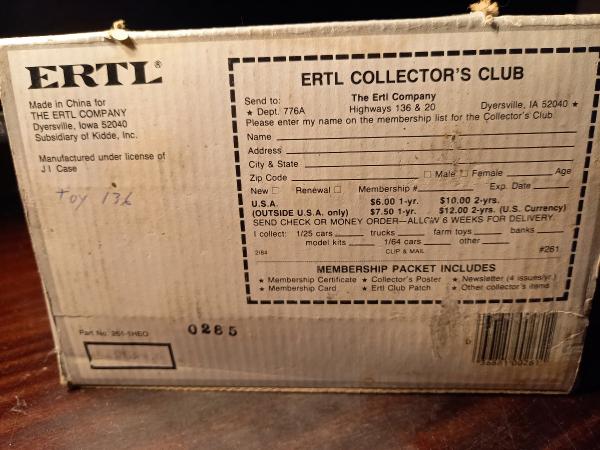 ERTL®
Made in China for
THE ERTL COMPANY
Dyersville, Iowa 52040
Subsidiary of Kidde, Inc.
Manufactured under license of
J I Case
Toy 136
ERTL COLLECTOR'S CLUB
Send to: The Ertl Company
★ Dept. 776A Highways 136 & 20 Dyersville, IA 52040 ★
Please enter my name on the membership list for the Collector's Club.
Name
Address
City & State
Zip Code □ Male □ Female Age
New □ Renewal □ Membership # Exp. Date
U.S.A. $6.00 1-yr. $10.00 2-yrs.
(OUTSIDE U.S.A. only) $7.50 1-yr. $12.00 2-yrs. (U.S. Currency)
SEND CHECK OR MONEY ORDER—ALLOW 6 WEEKS FOR DELIVERY.
I collect: 1/25 cars trucks farm toys banks
model kits 1/64 cars other
2/84 CLIP & MAIL #261
MEMBERSHIP PACKET INCLUDES
★ Membership Certificate ★ Collector's Poster ★ Newsletter (4 issues/yr.)
★ Membership Card ★ Ertl Club Patch ★ Other collector's items
Part No. 261-1HEO 0285